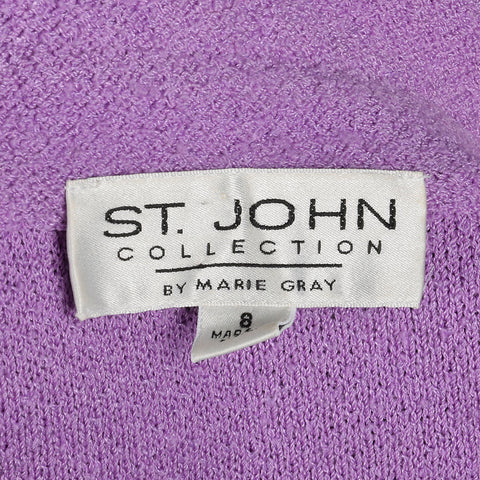 ST. JOHN
COLLECTION
BY MARIE GRAY
8